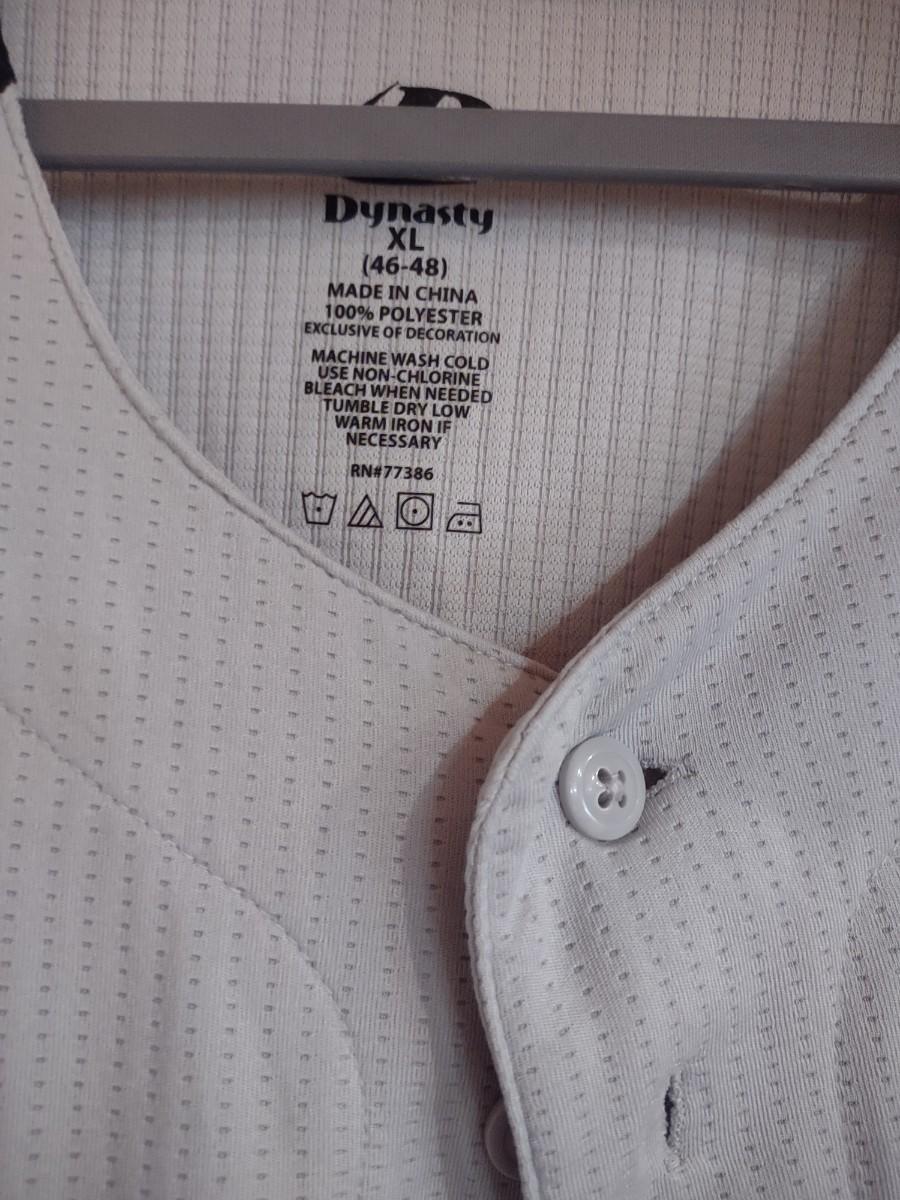 Dynasty
XL
(46-48)
MADE IN CHINA
100% POLYESTER
EXCLUSIVE OF DECORATION
MACHINE WASH COLD
USE NON-CHLORINE
BLEACH WHEN NEEDED
TUMBLE DRY LOW
WARM IRON IF
NECESSARY
RN#77386